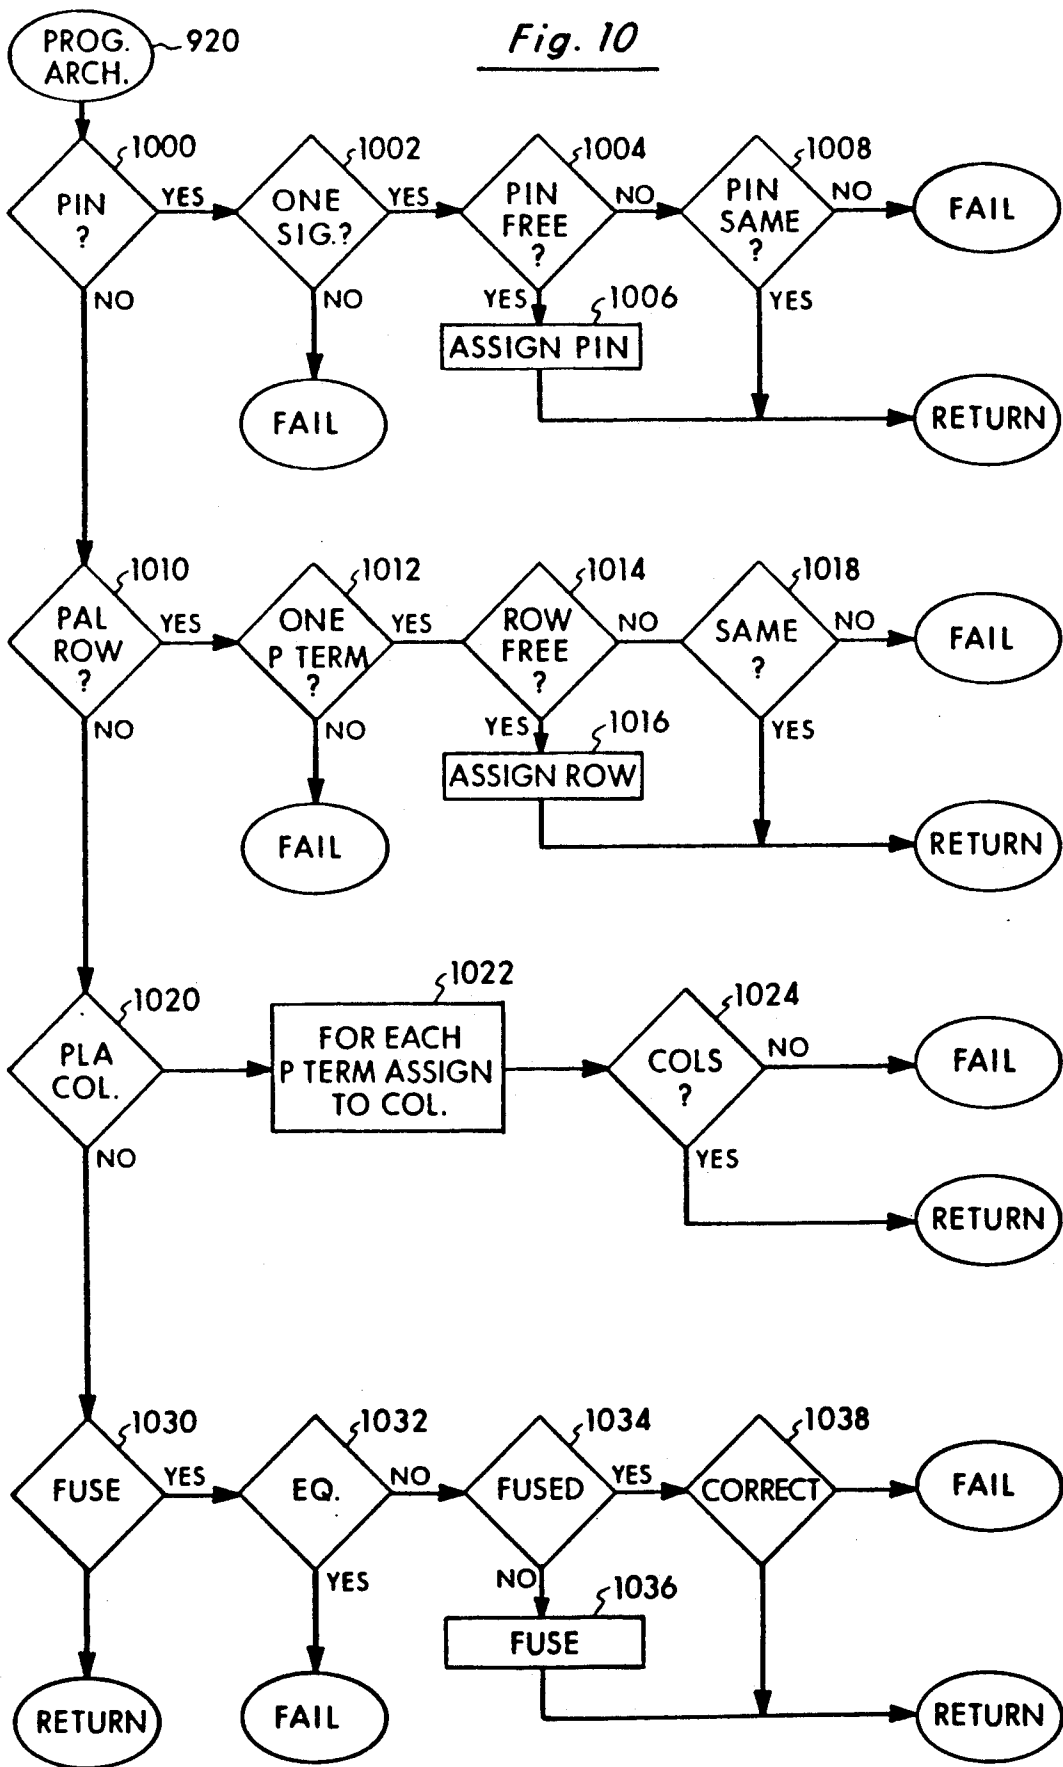 Fig. 10
PROG.
ARCH.
920
1000
PIN
?
YES
NO
1002
ONE
SIG.?
YES
NO
FAIL
1004
PIN
FREE
?
NO
YES
1006
ASSIGN PIN
1008
PIN
SAME
?
NO
YES
FAIL
RETURN
1010
PAL
ROW
?
YES
NO
1012
ONE
P TERM
?
YES
NO
FAIL
1014
ROW
FREE
?
NO
YES
1016
ASSIGN ROW
1018
SAME
?
NO
YES
FAIL
RETURN
1020
PLA
COL.
NO
1022
FOR EACH
P TERM ASSIGN
TO COL.
1024
COLS
?
NO
YES
FAIL
RETURN
1030
FUSE
YES
RETURN
1032
EQ.
NO
YES
FAIL
1034
FUSED
YES
NO
1036
FUSE
1038
CORRECT
FAIL
RETURN